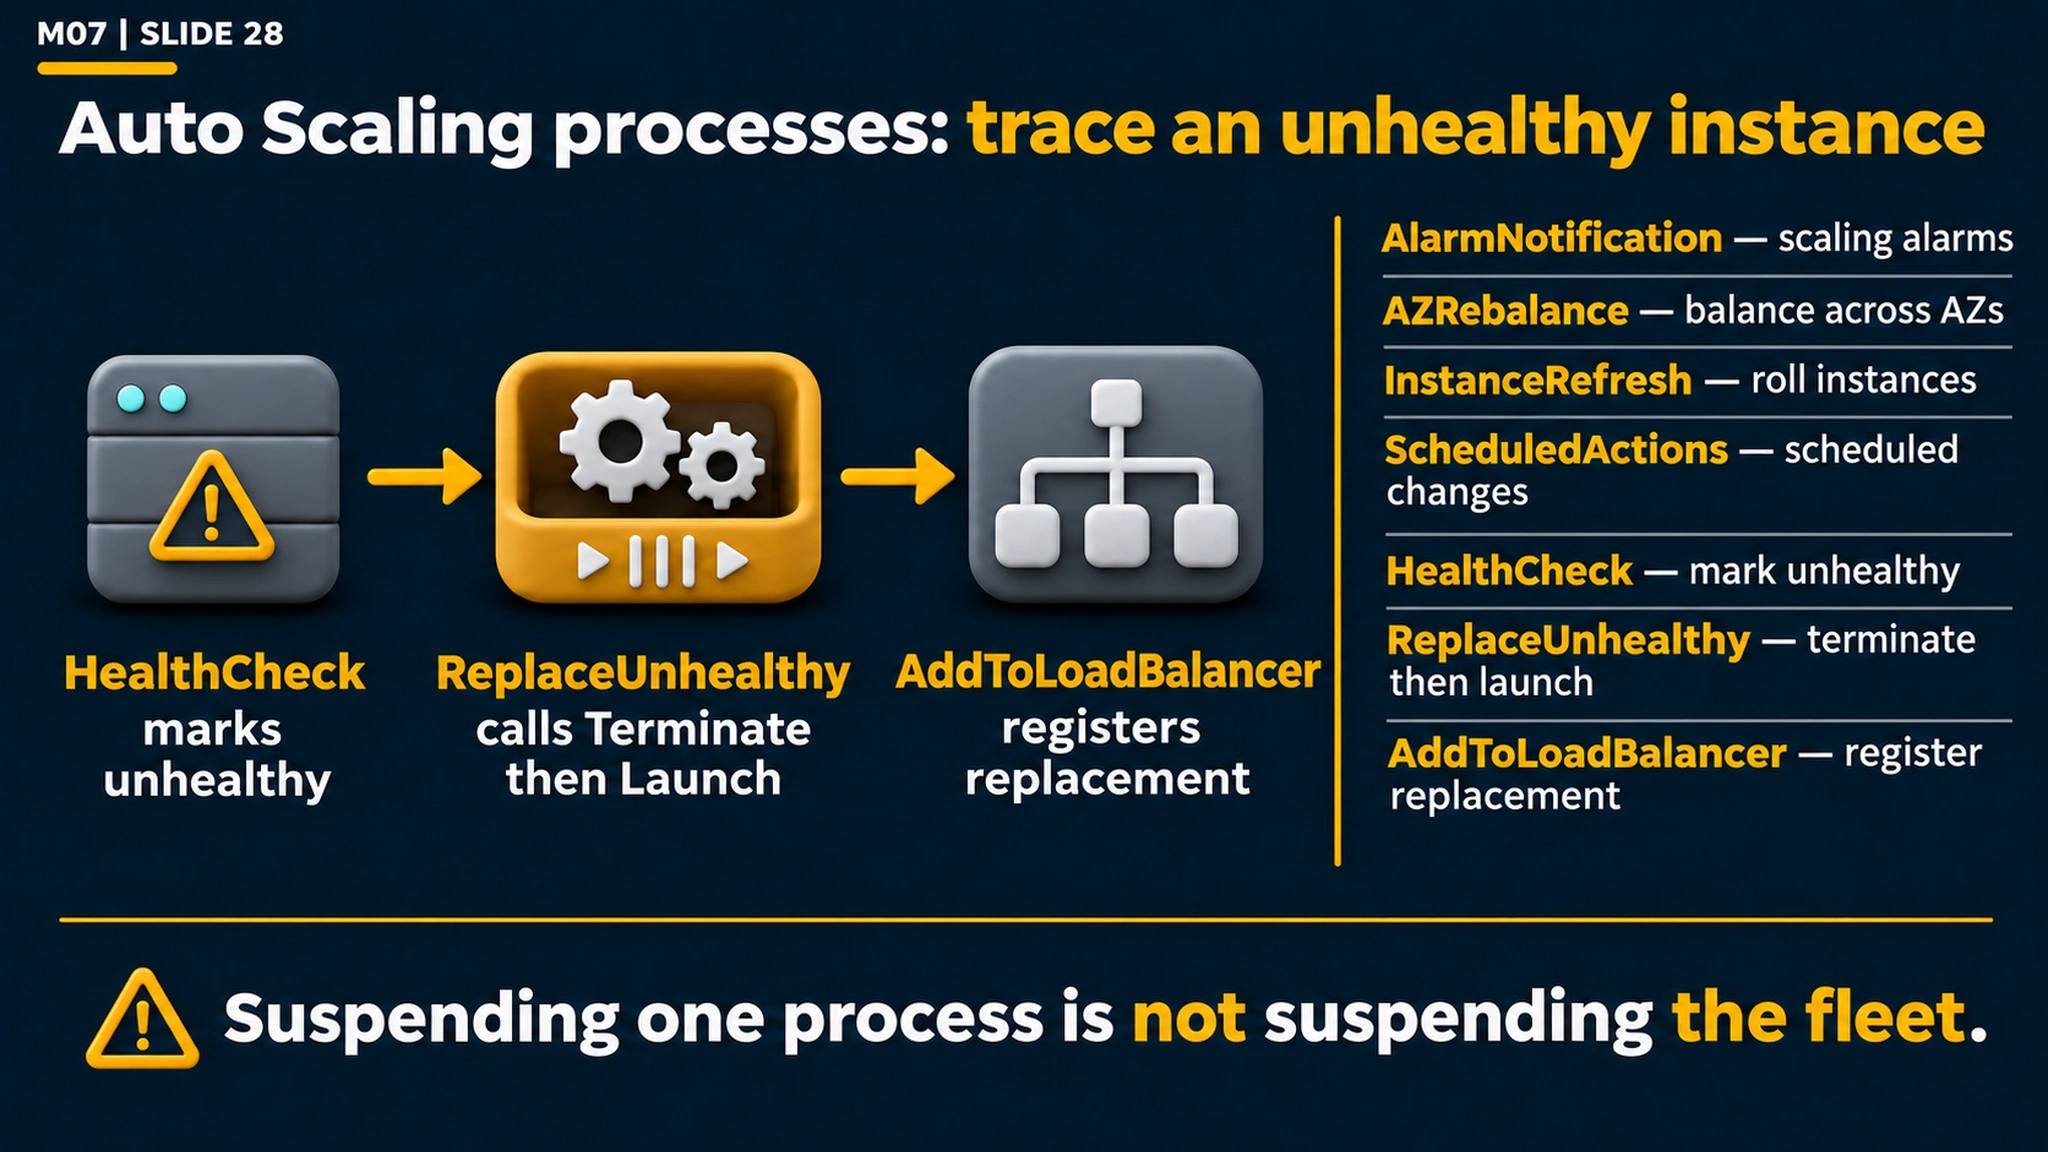 M07 | SLIDE 28
Auto Scaling processes: trace an unhealthy instance
HealthCheck
marks
unhealthy
ReplaceUnhealthy
calls Terminate
then Launch
AddToLoadBalancer
registers
replacement
AlarmNotification — scaling alarms
AZRebalance — balance across AZs
InstanceRefresh — roll instances
ScheduledActions — scheduled
changes
HealthCheck — mark unhealthy
ReplaceUnhealthy — terminate
then launch
AddToLoadBalancer — register
replacement
Suspending one process is not suspending the fleet.